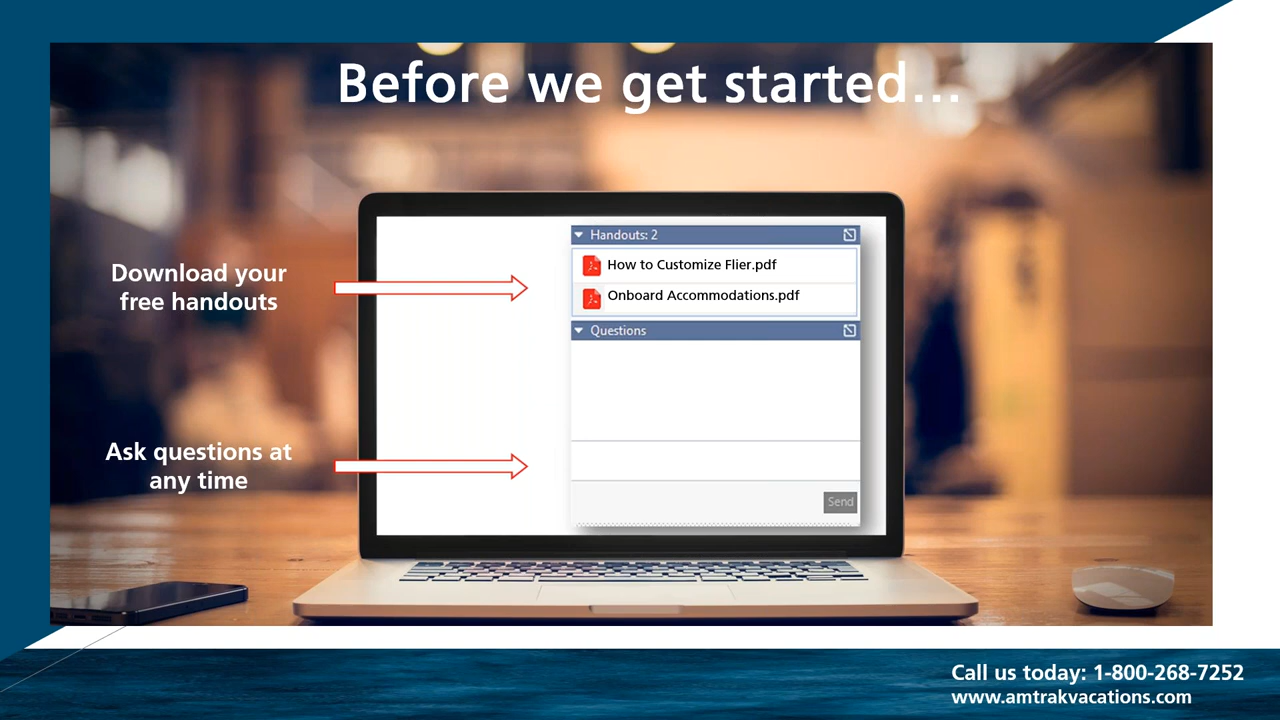 Before we get started...
Handouts: 2
How to Customize Flier.pdf
Onboard Accommodations.pdf
Download your
free handouts
Questions
Ask questions at
any time
Send
Call us today: 1-800-268-7252
www.amtrakvacations.com